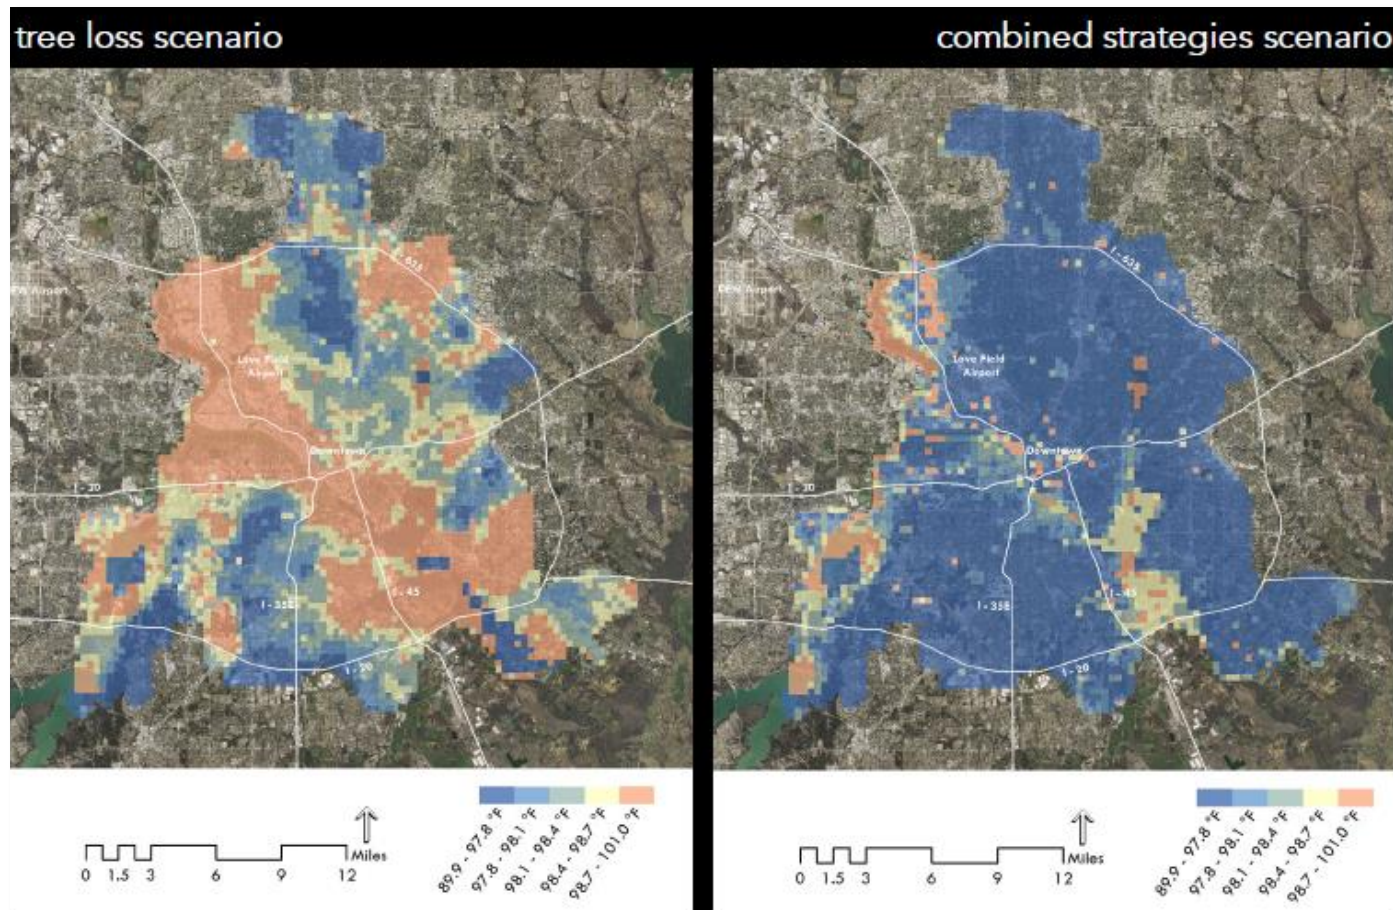 tree loss scenario
combined strategies scenario
I - 635
Airport
Love Field
Airport
Downtown
I - 20
I - 35E
I - 45
I - 20
0 1.5 3 6 9 12
Miles
89.9 - 97.8 °F
97.8 - 98.1 °F
98.1 - 98.4 °F
98.4 - 98.7 °F
98.7 - 101.0 °F
I - 635
DFW Airport
Love Field
Airport
Downtown
I - 20
I - 35E
I - 45
I - 20
0 1.5 3 6 9 12
Miles
89.9 - 97.8 °F
97.8 - 98.1 °F
98.1 - 98.4 °F
98.4 - 98.7 °F
98.7 - 101.0 °F